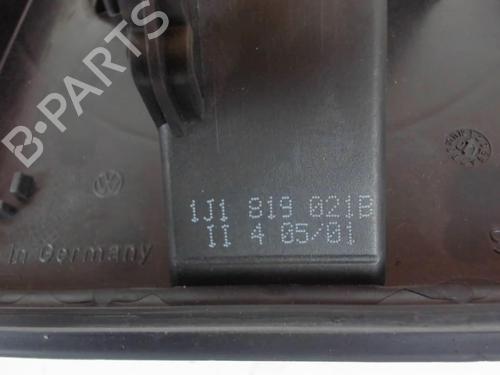 B-PARTS
1J1 819 021B
II 4 05/01
in Germany